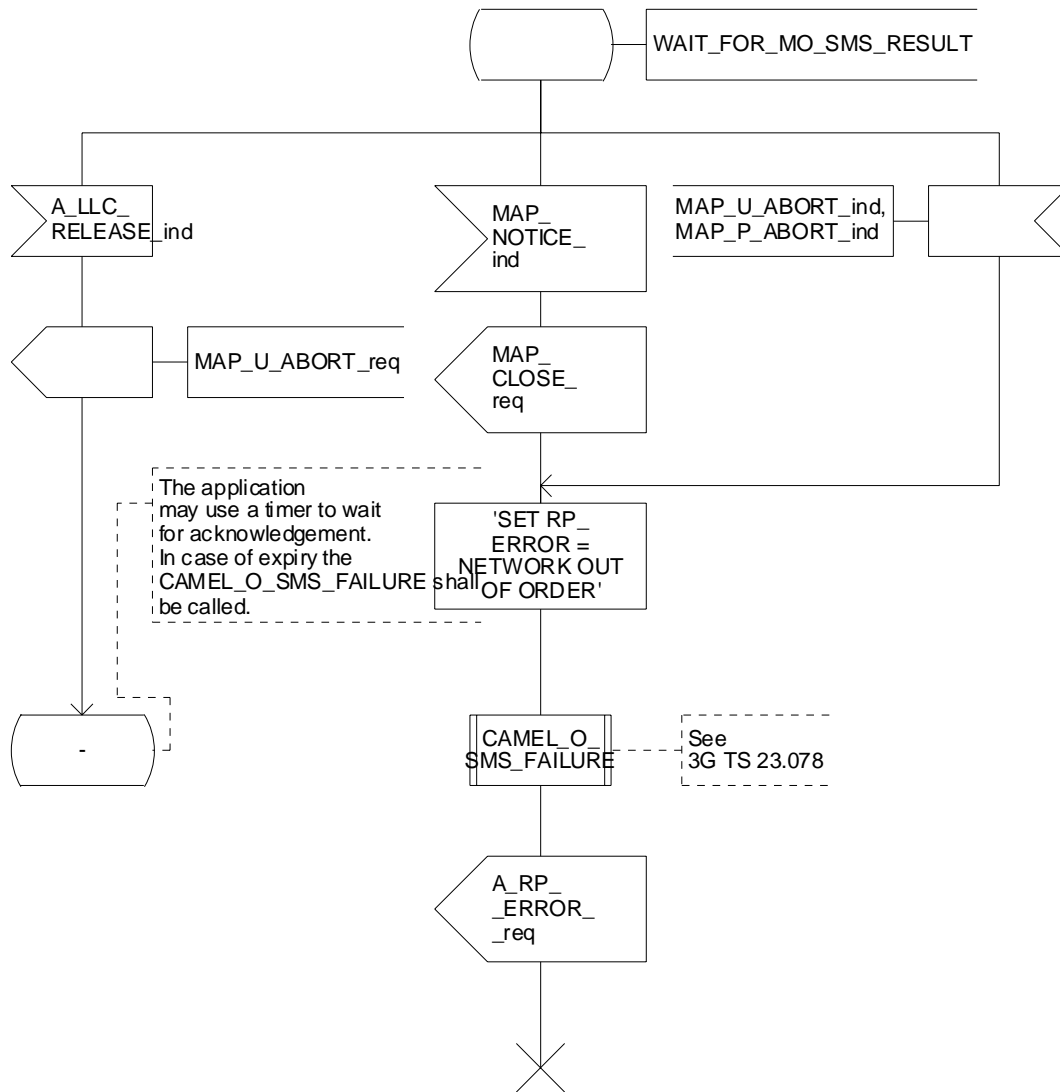 WAIT_FOR_MO_SMS_RESULT
A_LLC_
RELEASE_ind
MAP_
NOTICE_
ind
MAP_U_ABORT_ind,
MAP_P_ABORT_ind
MAP_U_ABORT_req
MAP_
CLOSE_
req
The application
may use a timer to wait
for acknowledgement.
In case of expiry the
CAMEL_O_SMS_FAILURE shall
be called.
'SET RP_
ERROR =
NETWORK OUT
OF ORDER'
-
CAMEL_O_
SMS_FAILURE
See
3G TS 23.078
A_RP_
_ERROR_
_req